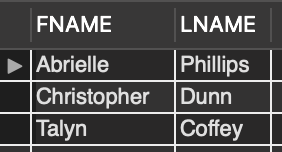 FNAME LNAME
Abrielle Phillips
Christopher Dunn
Talyn Coffey